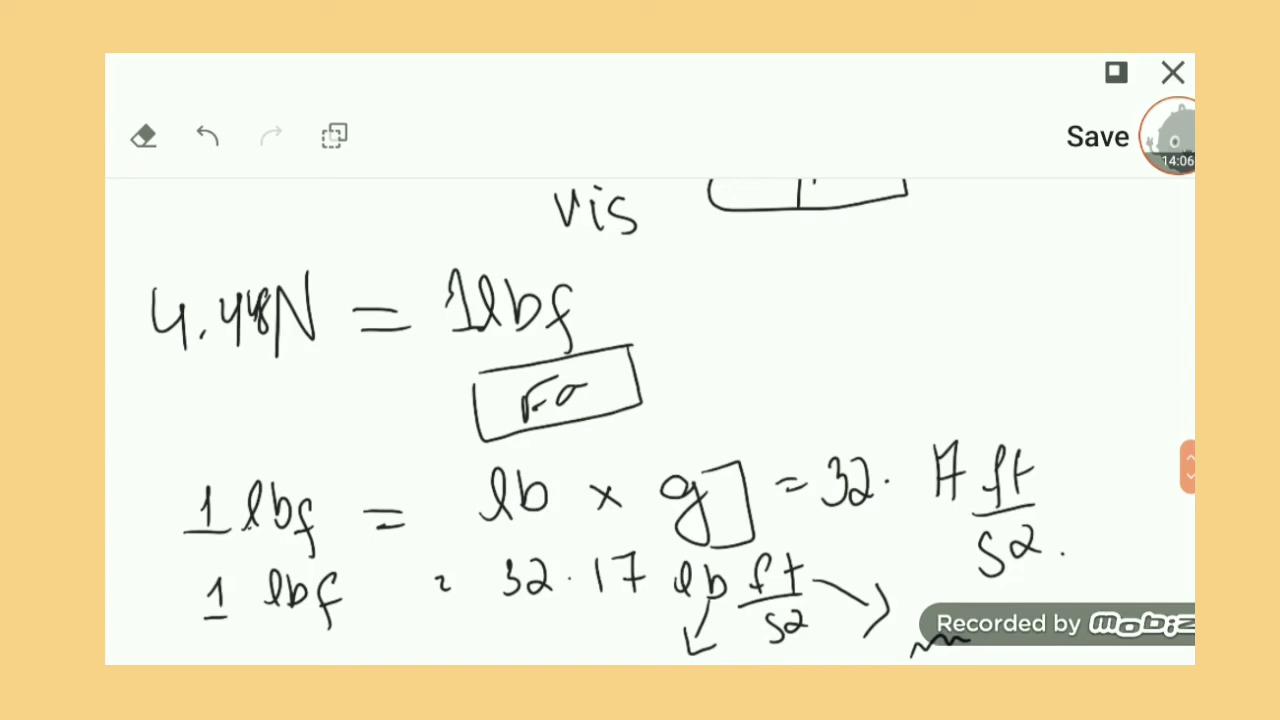 Save
14:06
vis
4.48N = 1lbf
1 lbf = lb x g = 32.17 ft/s2.
1 lbf = 32.17 lb ft/s2
Recorded by mobiz